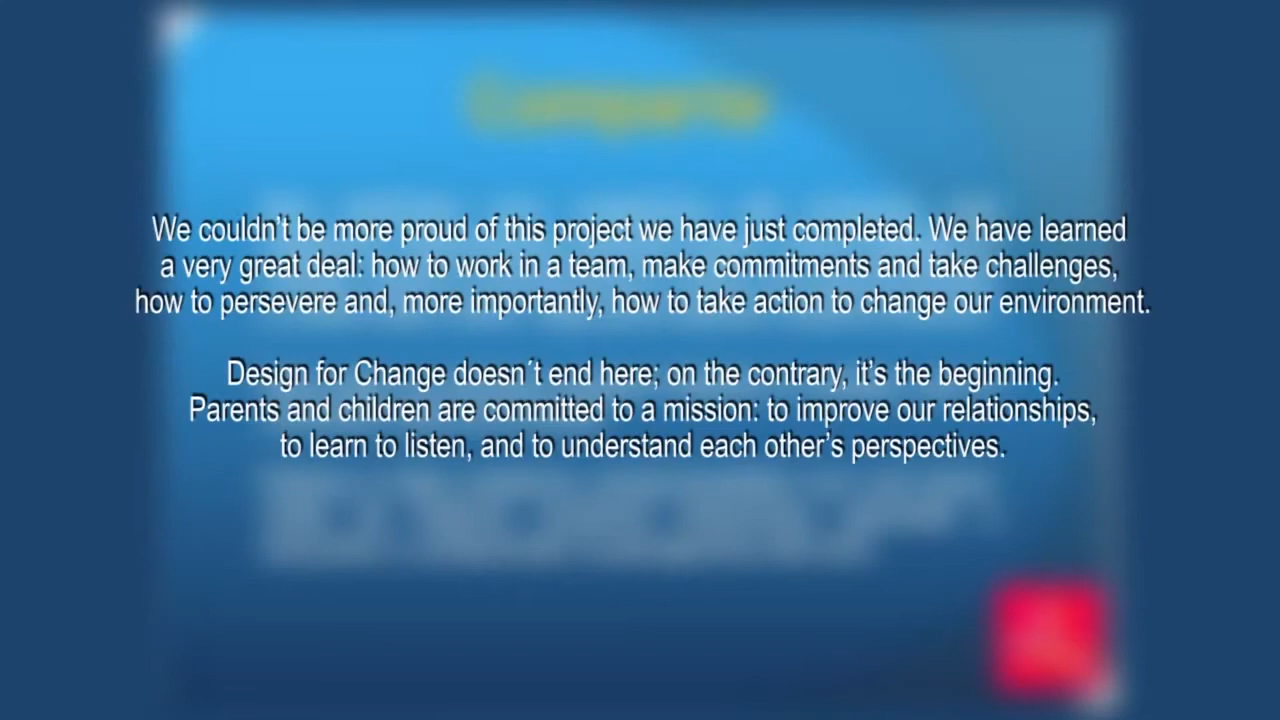 We couldn't be more proud of this project we have just completed. We have learned
a very great deal: how to work in a team, make commitments and take challenges,
how to persevere and, more importantly, how to take action to change our environment.
Design for Change doesn´t end here; on the contrary, it's the beginning.
Parents and children are committed to a mission: to improve our relationships,
to learn to listen, and to understand each other's perspectives.